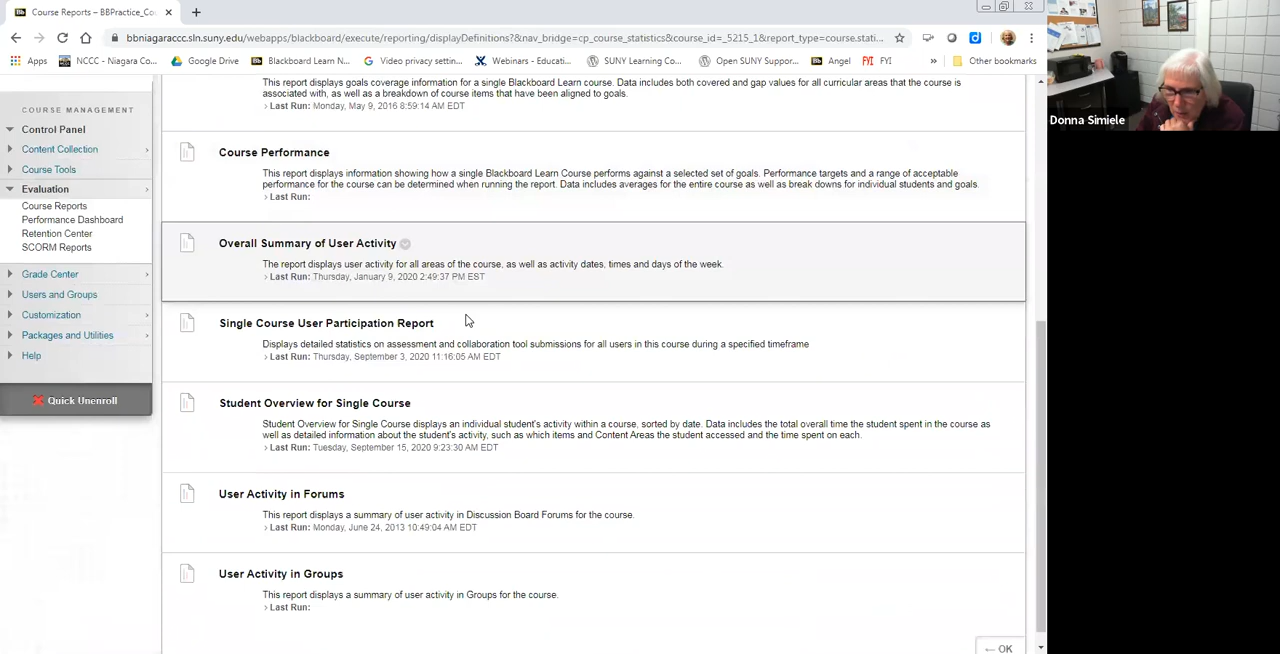 Course Reports - BBPractice_Co
bbniagaraccc.sln.suny.edu/webapps/blackboard/execute/reporting/displayDefinitions?&nav_bridge=cp_course_statistics&course_id=_5215_1&report_type=course.stati...
Apps
NCCC - Niagara Co...
Google Drive
Blackboard Learn N...
Video privacy settin...
Webinars - Educati...
SUNY Learning Co...
Open SUNY Suppor...
Angel
FYI
FYI
»
Other bookmarks
COURSE MANAGEMENT
Control Panel
Content Collection
Course Tools
Evaluation
Course Reports
Performance Dashboard
Retention Center
SCORM Reports
Grade Center
Users and Groups
Customization
Packages and Utilities
Help
Quick Unenroll
This report displays goals coverage information for a single Blackboard Learn course. Data includes both covered and gap values for all curricular areas that the course is
associated with, as well as a breakdown of course items that have been aligned to goals.
Last Run: Monday, May 9, 2016 8:59:14 AM EDT
Course Performance
This report displays information showing how a single Blackboard Learn Course performs against a selected set of goals. Performance targets and a range of acceptable
performance for the course can be determined when running the report. Data includes averages for the entire course as well as break downs for individual students and goals.
Last Run:
Overall Summary of User Activity
The report displays user activity for all areas of the course, as well as activity dates, times and days of the week.
Last Run: Thursday, January 9, 2020 2:49:37 PM EST
Single Course User Participation Report
Displays detailed statistics on assessment and collaboration tool submissions for all users in this course during a specified timeframe
Last Run: Thursday, September 3, 2020 11:16:05 AM EDT
Student Overview for Single Course
Student Overview for Single Course displays an individual student's activity within a course, sorted by date. Data includes the total overall time the student spent in the course as
well as detailed information about the student's activity, such as which items and Content Areas the student accessed and the time spent on each.
Last Run: Tuesday, September 15, 2020 9:23:30 AM EDT
User Activity in Forums
This report displays a summary of user activity in Discussion Board Forums for the course.
Last Run: Monday, June 24, 2013 10:49:04 AM EDT
User Activity in Groups
This report displays a summary of user activity in Groups for the course.
Last Run:
← OK
Donna Simiele